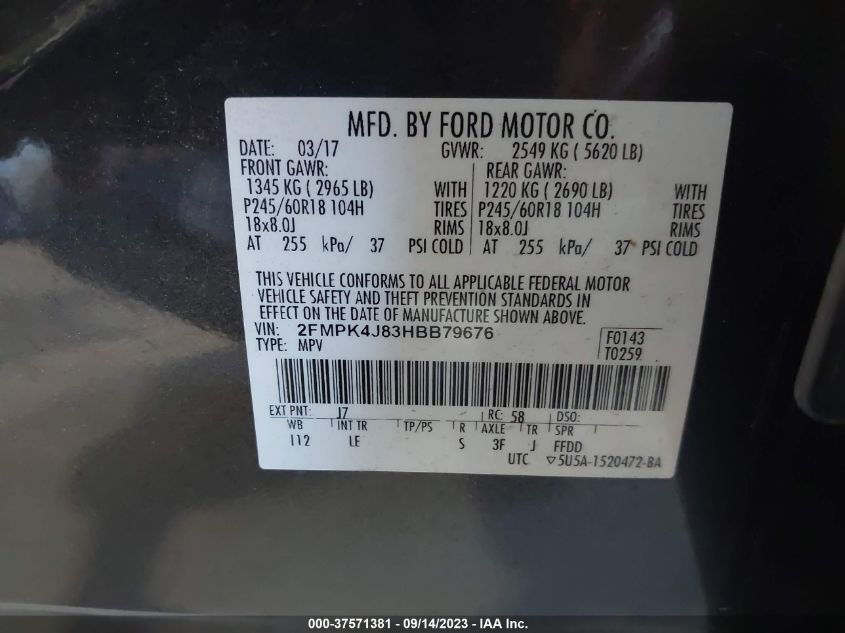 MFD. BY FORD MOTOR CO.
DATE: 03/17 GVWR: 2549 KG ( 5620 LB)
FRONT GAWR: REAR GAWR:
1345 KG ( 2965 LB) WITH 1220 KG ( 2690 LB) WITH
P245/60R18 104H TIRES P245/60R18 104H TIRES
18x8.0J RIMS 18x8.0J RIMS
AT 255 kPa/ 37 PSI COLD AT 255 kPa/ 37 PSI COLD
THIS VEHICLE CONFORMS TO ALL APPLICABLE FEDERAL MOTOR
VEHICLE SAFETY AND THEFT PREVENTION STANDARDS IN
EFFECT ON THE DATE OF MANUFACTURE SHOWN ABOVE.
VIN: 2FMPK4J83HBB79676 F0143
TYPE: MPV T0259
EXT PNT: J7 RC: 58 DSO:
WB INT TR TP/PS R AXLE TR SPR
112 LE S 3F J FFDD
UTC ▽5U5A-1520472-BA
000-37571381 - 09/14/2023 - www.iaai.com - Copyright IAA, Inc.